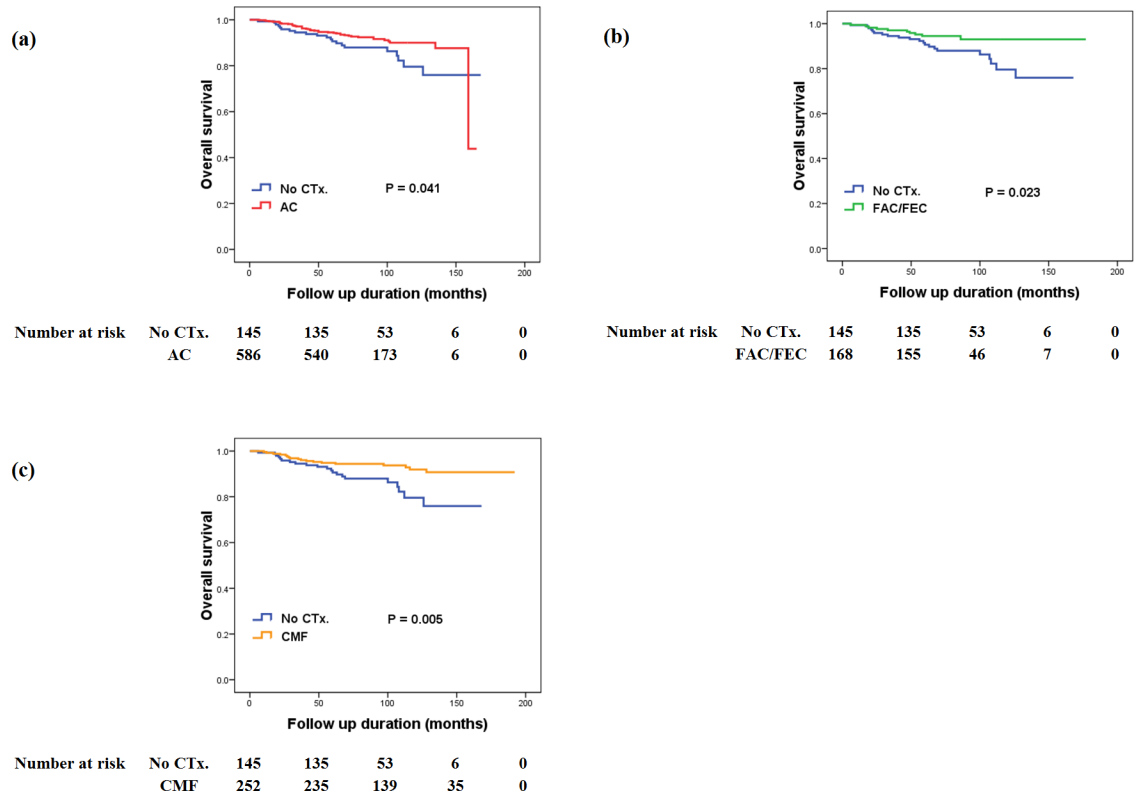 (a)
Overall survival
1.0
0.8
0.6
0.4
0.2
0.0
No CTx.
AC
P = 0.041
0 50 100 150 200
Follow up duration (months)
Number at risk No CTx. 145 135 53 6 0
AC 586 540 173 6 0
(b)
Overall survival
1.0
0.8
0.6
0.4
0.2
0.0
No CTx.
FAC/FEC
P = 0.023
0 50 100 150 200
Follow up duration (months)
Number at risk No CTx. 145 135 53 6 0
FAC/FEC 168 155 46 7 0
(c)
Overall survival
1.0
0.8
0.6
0.4
0.2
0.0
No CTx.
CMF
P = 0.005
0 50 100 150 200
Follow up duration (months)
Number at risk No CTx. 145 135 53 6 0
CMF 252 235 139 35 0